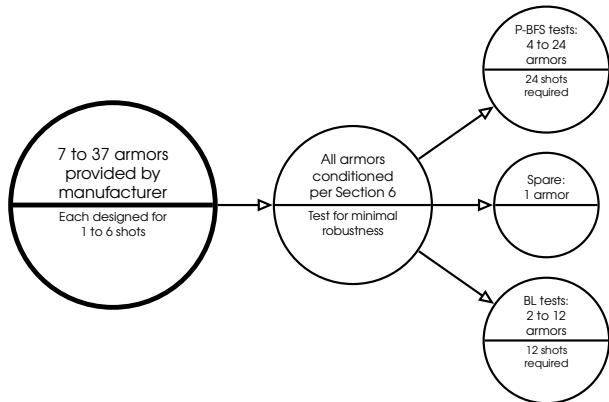 7 to 37 armors
provided by
manufacturer
Each designed for
1 to 6 shots
All armors
conditioned
per Section 6
Test for minimal
robustness
P-BFS tests:
4 to 24
armors
24 shots
required
Spare:
1 armor
BL tests:
2 to 12
armors
12 shots
required